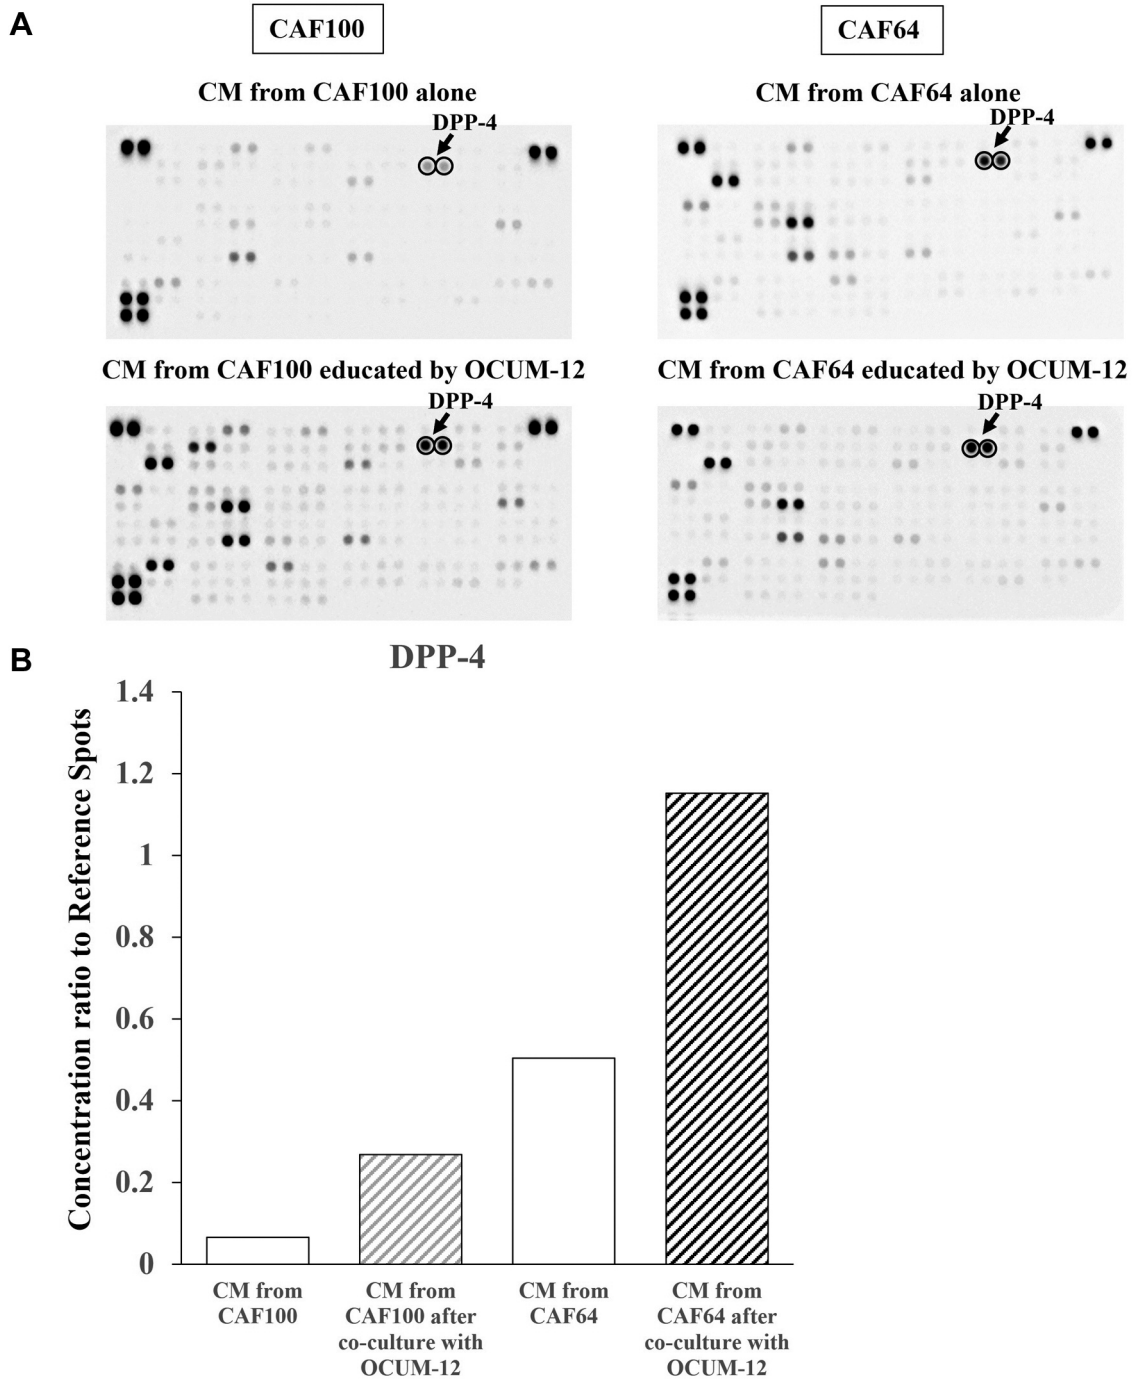 A
CAF100
CAF64
CM from CAF100 alone
CM from CAF64 alone
DPP-4
DPP-4
CM from CAF100 educated by OCUM-12
CM from CAF64 educated by OCUM-12
DPP-4
DPP-4
B
DPP-4
Concentration ratio to Reference Spots
1.4
1.2
1
0.8
0.6
0.4
0.2
0
CM from
CAF100
CM from
CAF100 after
co-culture with
OCUM-12
CM from
CAF64
CM from
CAF64 after
co-culture with
OCUM-12